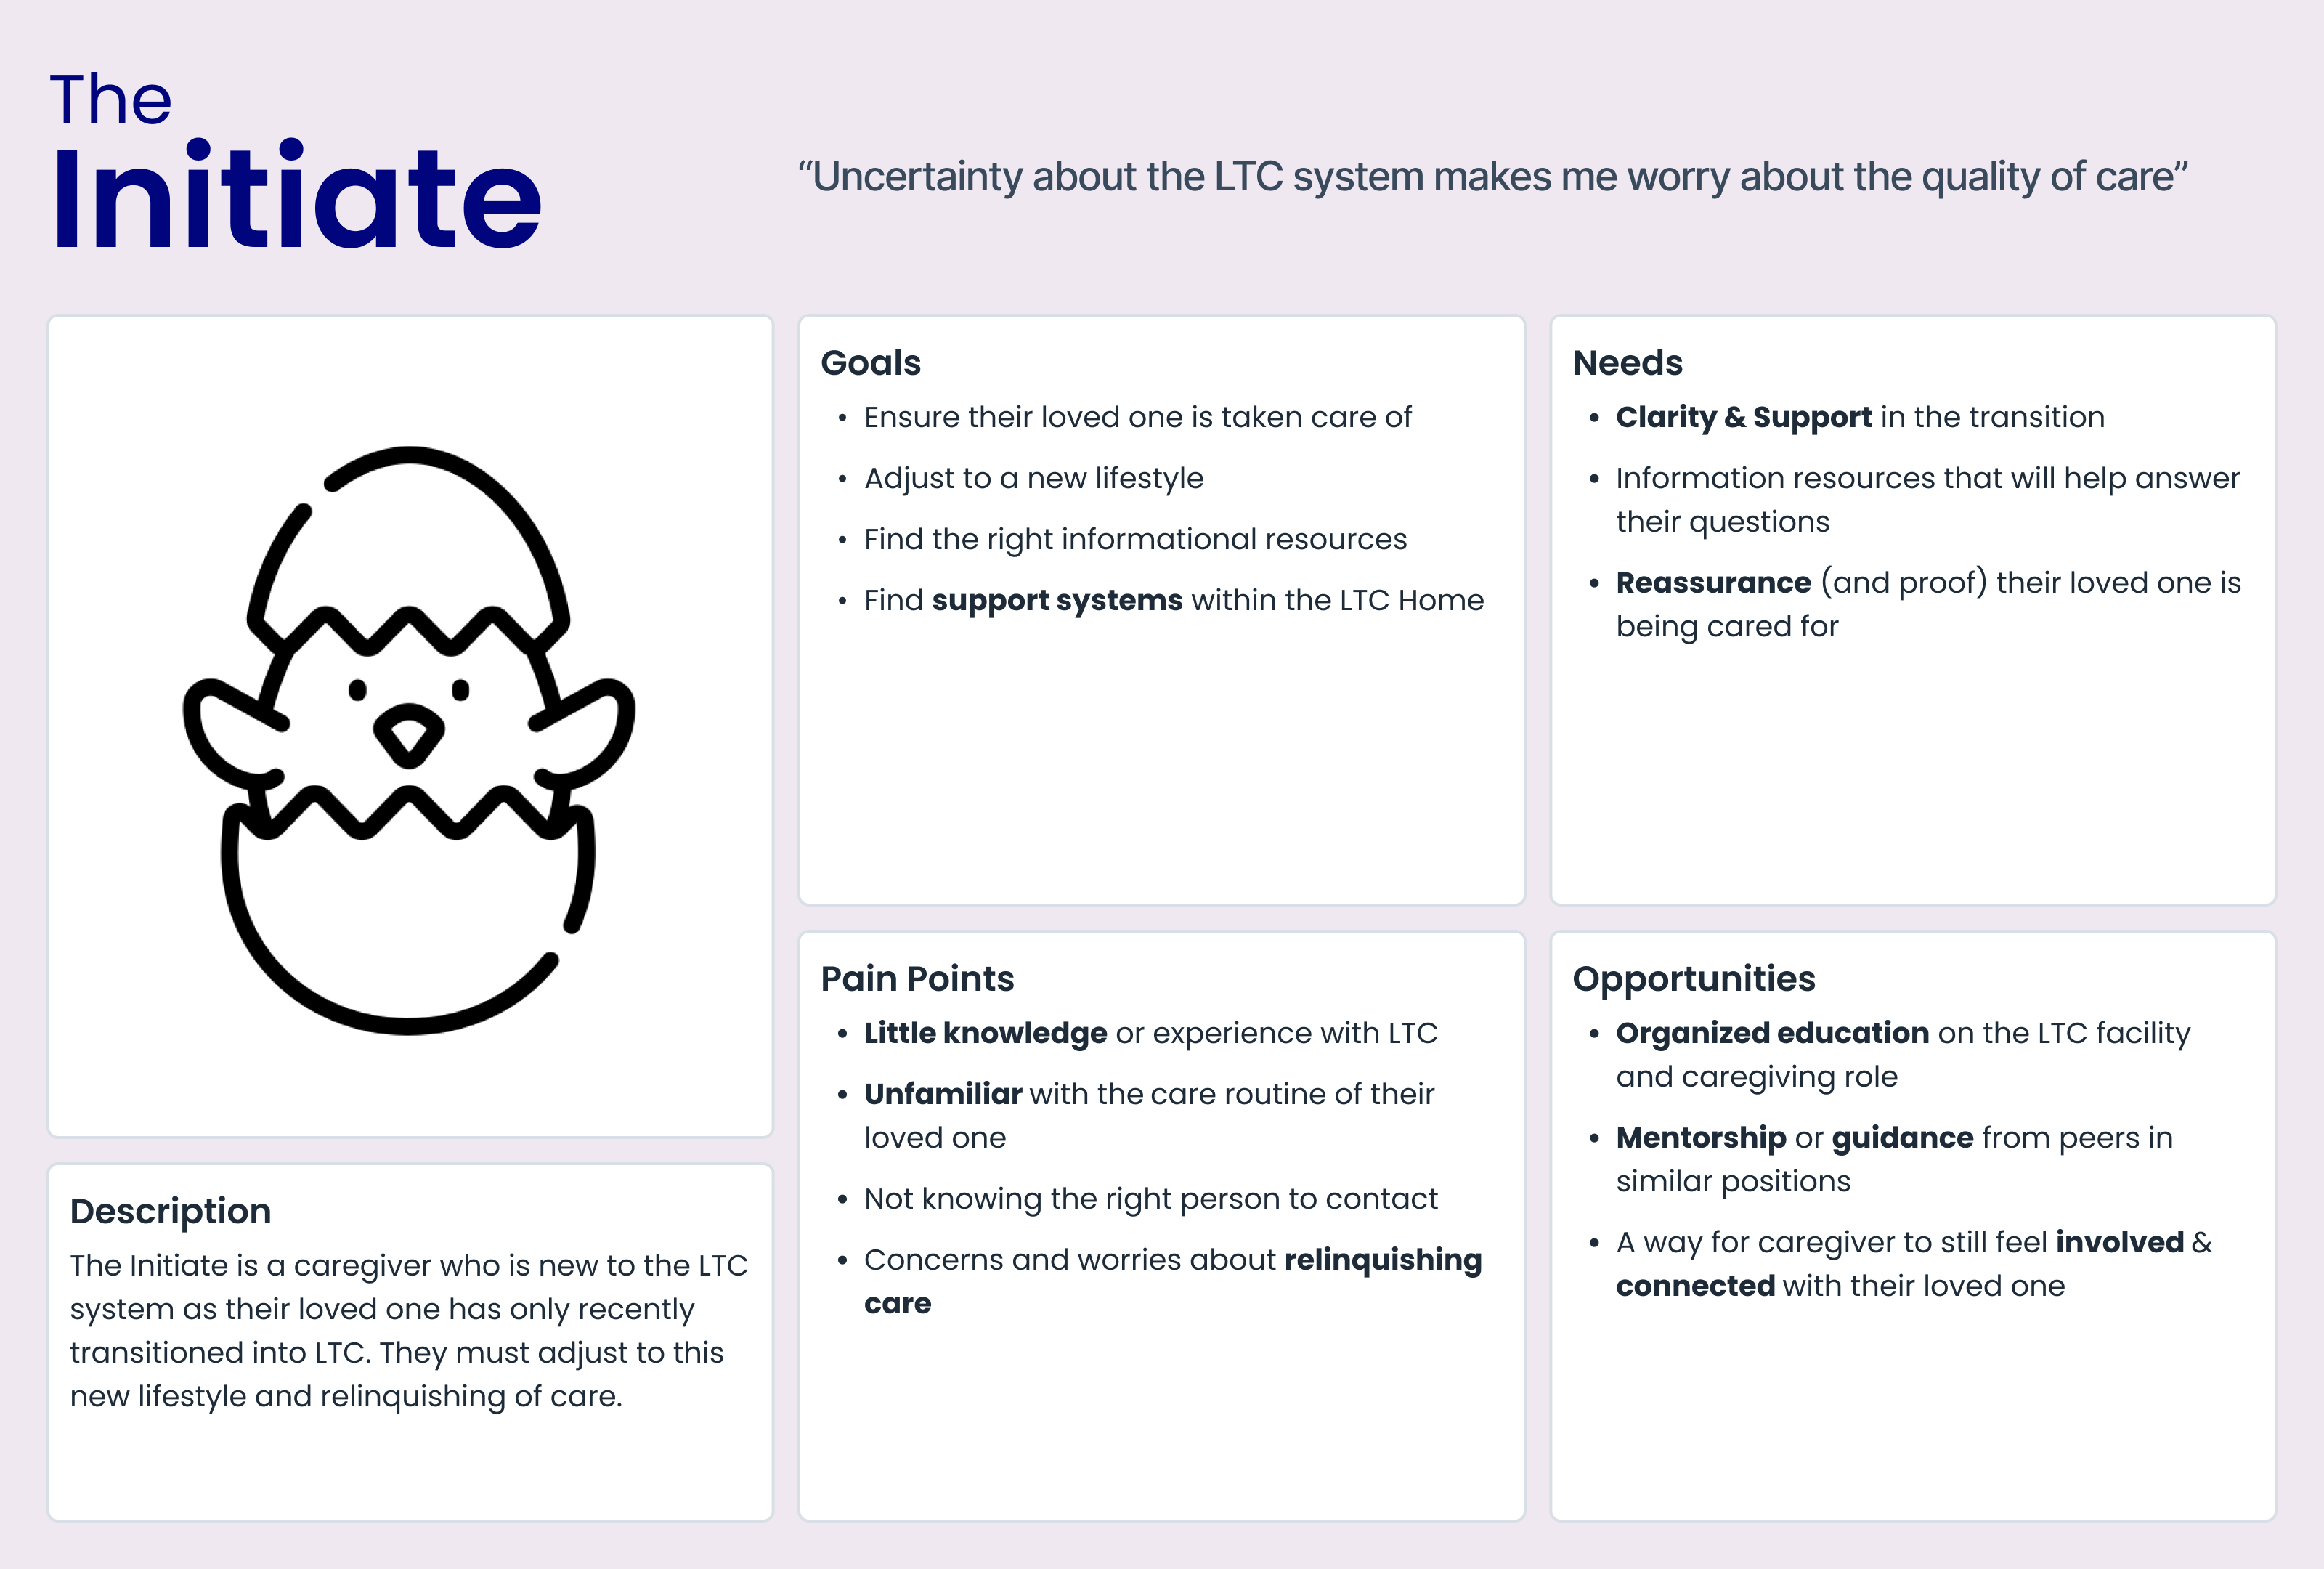 The
Initiate
“Uncertainty about the LTC system makes me worry about the quality of care”
Description
The Initiate is a caregiver who is new to the LTC
system as their loved one has only recently
transitioned into LTC. They must adjust to this
new lifestyle and relinquishing of care.
Goals
• Ensure their loved one is taken care of
• Adjust to a new lifestyle
• Find the right informational resources
• Find support systems within the LTC Home
Needs
• Clarity & Support in the transition
• Information resources that will help answer
their questions
• Reassurance (and proof) their loved one is
being cared for
Pain Points
• Little knowledge or experience with LTC
• Unfamiliar with the care routine of their
loved one
• Not knowing the right person to contact
• Concerns and worries about relinquishing
care
Opportunities
• Organized education on the LTC facility
and caregiving role
• Mentorship or guidance from peers in
similar positions
• A way for caregiver to still feel involved &
connected with their loved one